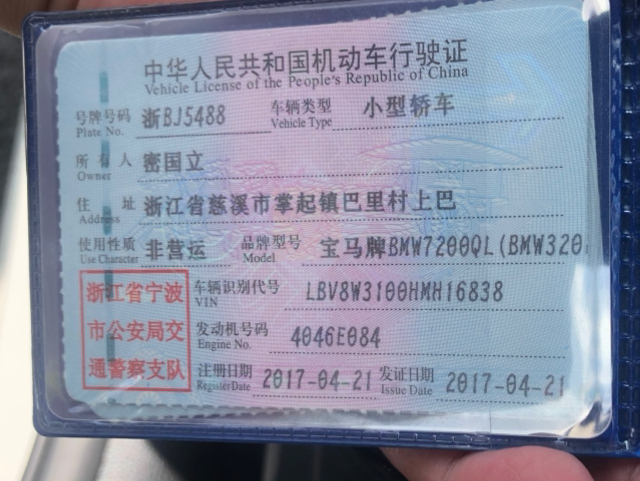 中华人民共和国机动车行驶证
Vehicle License of the People's Republic of China
号牌号码 浙BJ5488 车辆类型 小型轿车
Plate No. Vehicle Type
所有人 密国立
Owner
住址 浙江省慈溪市掌起镇巴里村上巴
Address
使用性质 非营运 品牌型号 宝马牌BMW7200QL(BMW320
Use Character Model
浙江省宁波
市公安局交
通警察支队
车辆识别代号 LBV8W3100HMH16838
VIN
发动机号码 4046E084
Engine No.
注册日期 2017-04-21 发证日期 2017-04-21
Register Date Issue Date